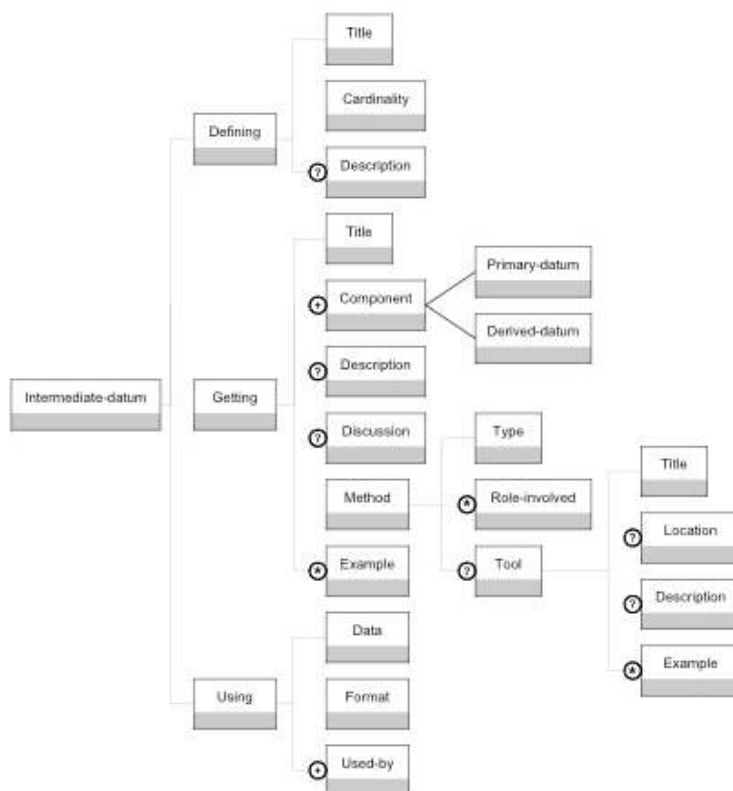 Title
Cardinality
Defining
? Description
Title
Primary-datum
+ Component
Derived-datum
? Description
Intermediate-datum
Getting
? Discussion
Type
Title
Method
* Role-involved
? Location
* Example
? Tool
? Description
Data
* Example
Using
Format
+ Used-by